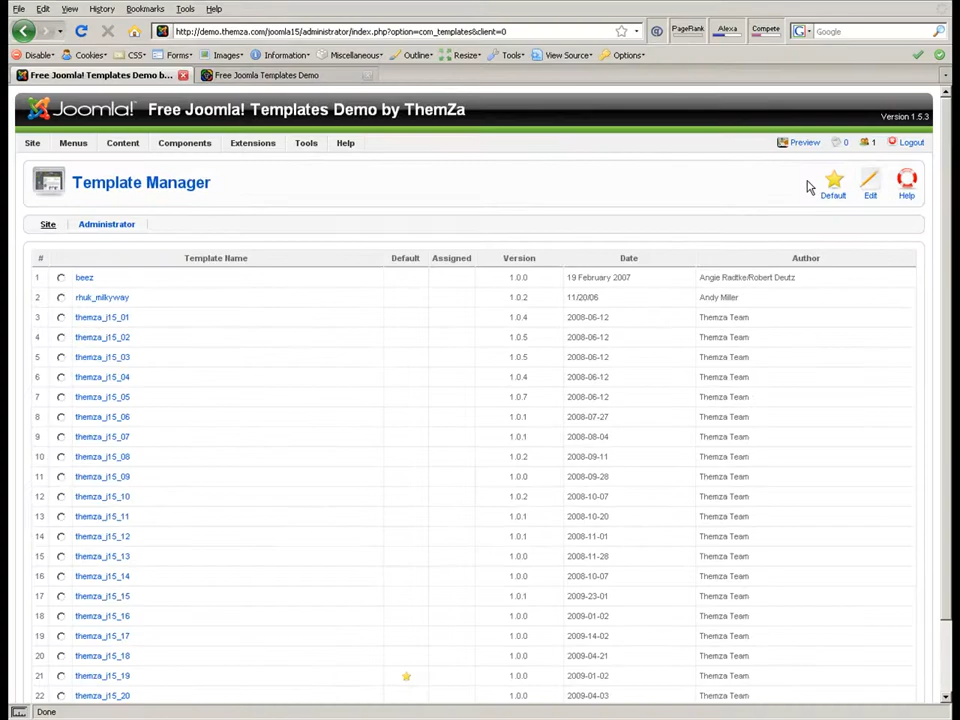 File Edit View History Bookmarks Tools Help
http://demo.themza.com/joomla15/administrator/index.php?option=com_templates&client=0 PageRank Alexa Compete Google
Disable Cookies CSS Forms Images Information Miscellaneous Outline Resize Tools View Source Options
Free Joomla! Templates Demo b... Free Joomla Templates Demo
Joomla! Free Joomla! Templates Demo by ThemZa
Version 1.5.3
Site Menus Content Components Extensions Tools Help Preview 0 1 Logout
Template Manager
Default Edit Help
Site Administrator
# Template Name Default Assigned Version Date Author
1 beez 1.0.0 19 February 2007 Angie Radtke/Robert Deutz
2 rhuk_milkyway 1.0.2 11/20/06 Andy Miller
3 themza_j15_01 1.0.4 2008-06-12 Themza Team
4 themza_j15_02 1.0.5 2008-06-12 Themza Team
5 themza_j15_03 1.0.5 2008-06-12 Themza Team
6 themza_j15_04 1.0.4 2008-06-12 Themza Team
7 themza_j15_05 1.0.7 2008-06-12 Themza Team
8 themza_j15_06 1.0.1 2008-07-27 Themza Team
9 themza_j15_07 1.0.1 2008-08-04 Themza Team
10 themza_j15_08 1.0.2 2008-09-11 Themza Team
11 themza_j15_09 1.0.0 2008-09-28 Themza Team
12 themza_j15_10 1.0.2 2008-10-07 Themza Team
13 themza_j15_11 1.0.1 2008-10-20 Themza Team
14 themza_j15_12 1.0.1 2008-11-01 Themza Team
15 themza_j15_13 1.0.0 2008-11-28 Themza Team
16 themza_j15_14 1.0.0 2008-10-07 Themza Team
17 themza_j15_15 1.0.1 2009-23-01 Themza Team
18 themza_j15_16 1.0.0 2009-01-02 Themza Team
19 themza_j15_17 1.0.0 2009-14-02 Themza Team
20 themza_j15_18 1.0.0 2009-04-21 Themza Team
21 themza_j15_19 1.0.0 2009-01-02 Themza Team
22 themza_j15_20 1.0.0 2009-04-03 Themza Team
Done